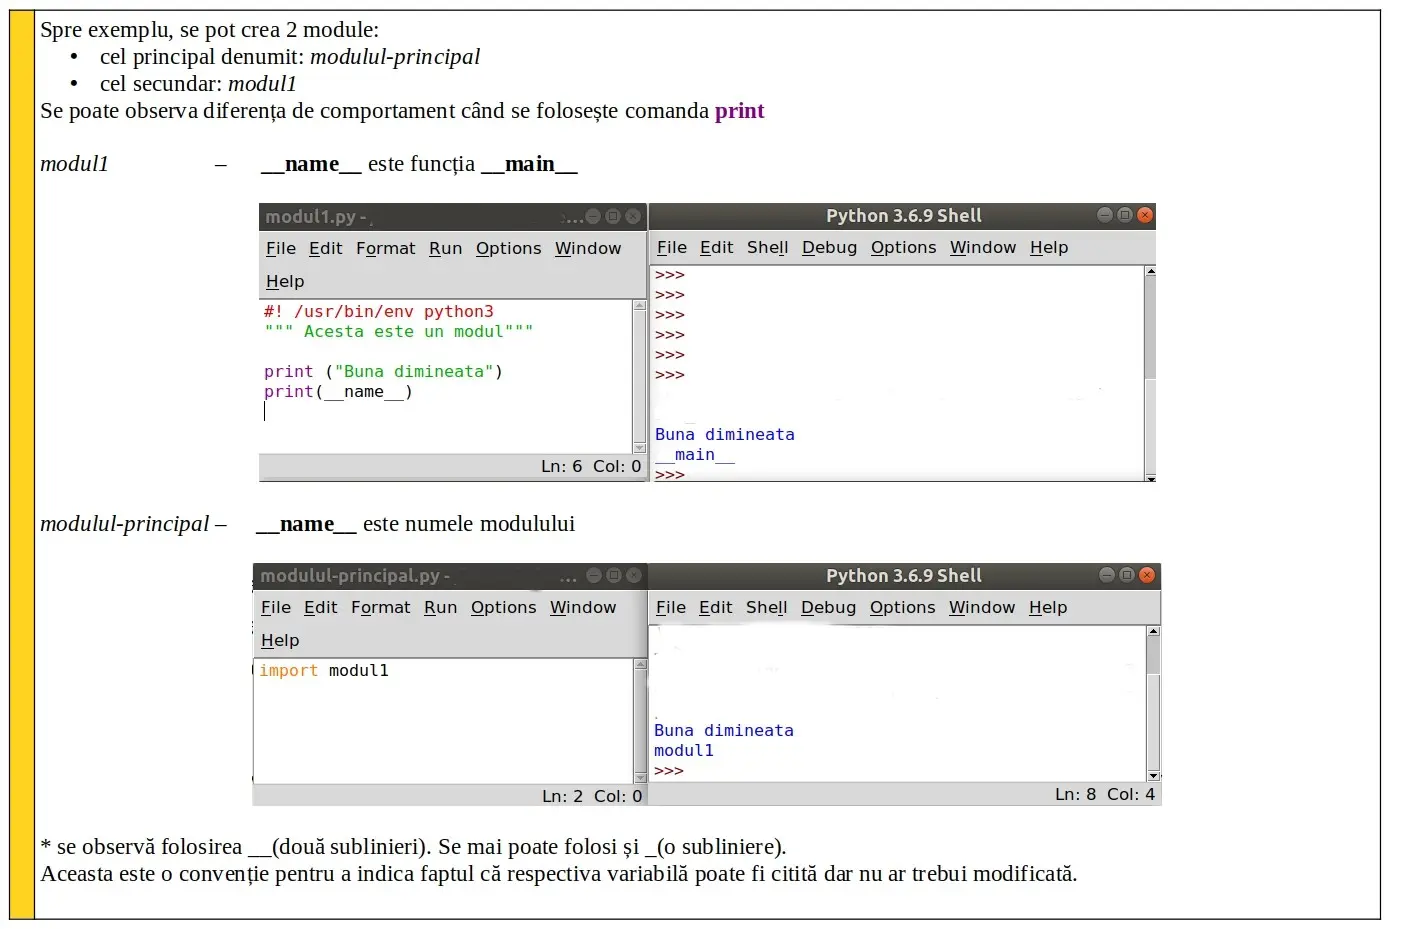 Spre exemplu, se pot crea 2 module:
• cel principal denumit: modulul-principal
• cel secundar: modul1
Se poate observa diferența de comportament când se folosește comanda print
modul1 – __name__ este funcția __main__
modul1.py - ...
File Edit Format Run Options Window
Help
#! /usr/bin/env python3
""" Acesta este un modul"""
print ("Buna dimineata")
print(__name__)
Ln: 6 Col: 0
Python 3.6.9 Shell
File Edit Shell Debug Options Window Help
>>>
>>>
>>>
>>>
>>>
>>>
Buna dimineata
__main__
>>>
modulul-principal – __name__ este numele modulului
modulul-principal.py - ...
File Edit Format Run Options Window
Help
import modul1
Ln: 2 Col: 0
Python 3.6.9 Shell
File Edit Shell Debug Options Window Help
Buna dimineata
modul1
>>>
Ln: 8 Col: 4
* se observă folosirea __(două sublinieri). Se mai poate folosi și _(o subliniere).
Aceasta este o convenție pentru a indica faptul că respectiva variabilă poate fi citită dar nu ar trebui modificată.